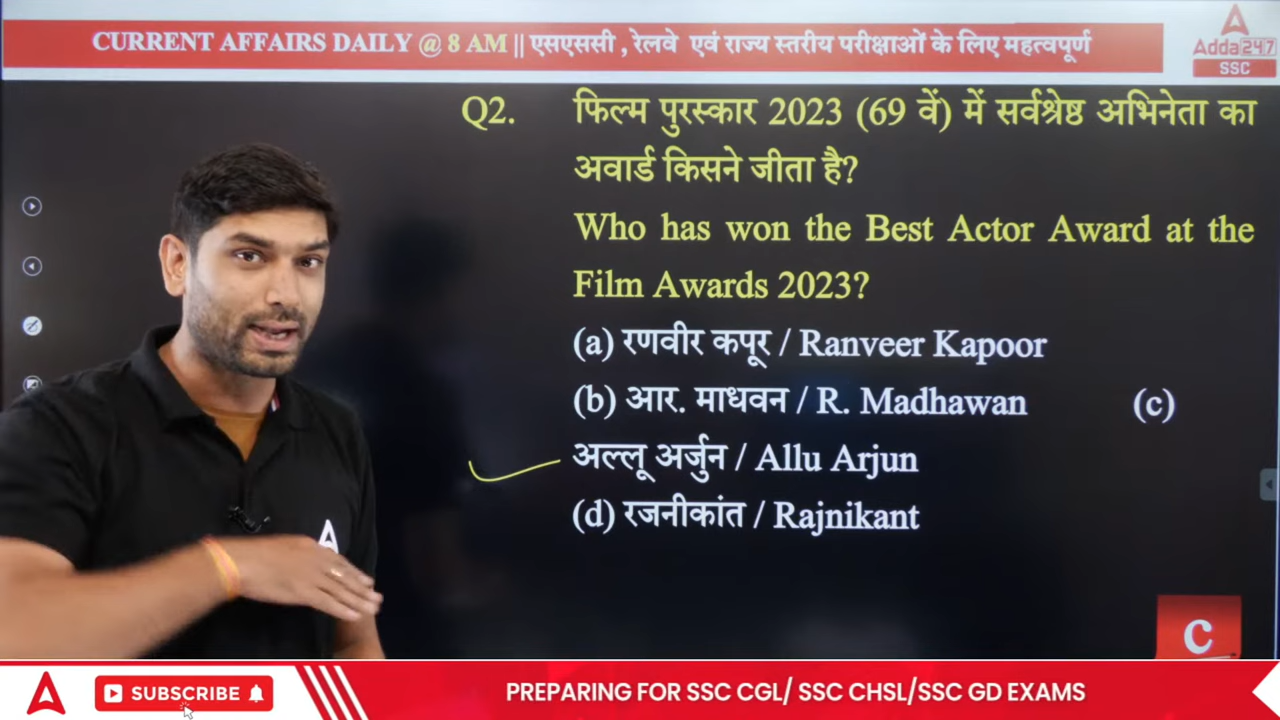 CURRENT AFFAIRS DAILY @ 8 AM || एसएससी , रेलवे एवं राज्य स्तरीय परीक्षाओं के लिए महत्वपूर्ण
Adda247
SSC
Q2. फिल्म पुरस्कार 2023 (69 वें) में सर्वश्रेष्ठ अभिनेता का
अवार्ड किसने जीता है?
Who has won the Best Actor Award at the
Film Awards 2023?
(a) रणवीर कपूर / Ranveer Kapoor
(b) आर. माधवन / R. Madhawan (c)
अल्लू अर्जुन / Allu Arjun
(d) रजनीकांत / Rajnikant
C
SUBSCRIBE
PREPARING FOR SSC CGL/ SSC CHSL/SSC GD EXAMS